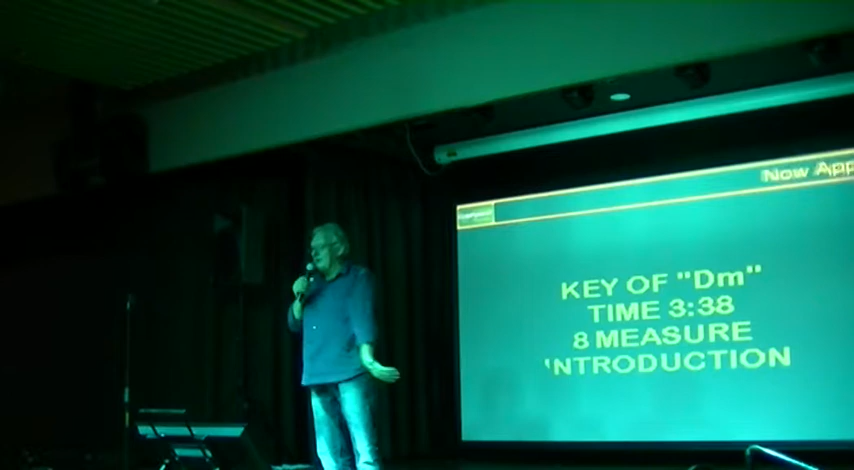 Now App
KEY OF "Dm"
TIME 3:38
8 MEASURE
INTRODUCTION